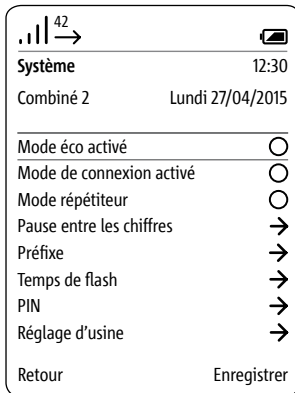 42
Système 12:30
Combiné 2 Lundi 27/04/2015
Mode éco activé
Mode de connexion activé
Mode répétiteur
Pause entre les chiffres
Préfixe
Temps de flash
PIN
Réglage d'usine
Retour Enregistrer